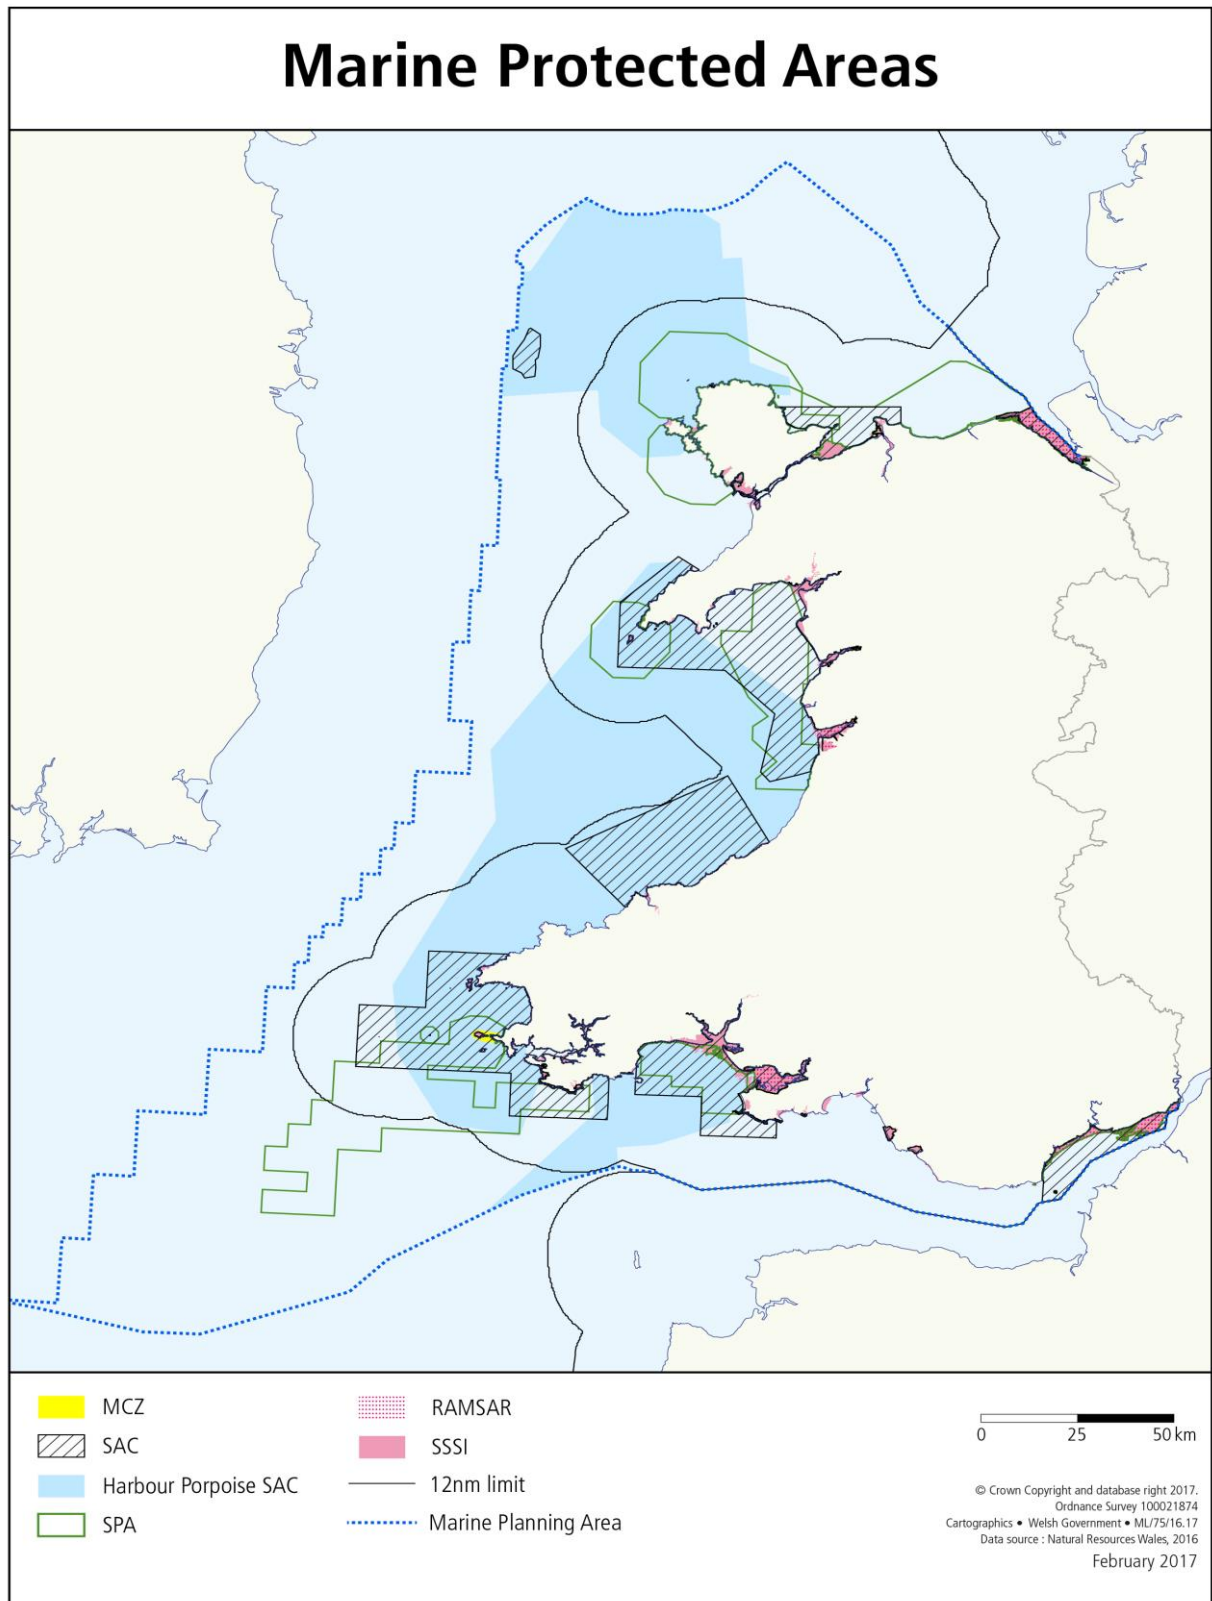 Marine Protected Areas
MCZ
SAC
Harbour Porpoise SAC
SPA
RAMSAR
SSSI
12nm limit
Marine Planning Area
0 25 50 km
© Crown Copyright and database right 2017.
Ordnance Survey 100021874
Cartographics • Welsh Government • ML/75/16.17
Data source : Natural Resources Wales, 2016
February 2017